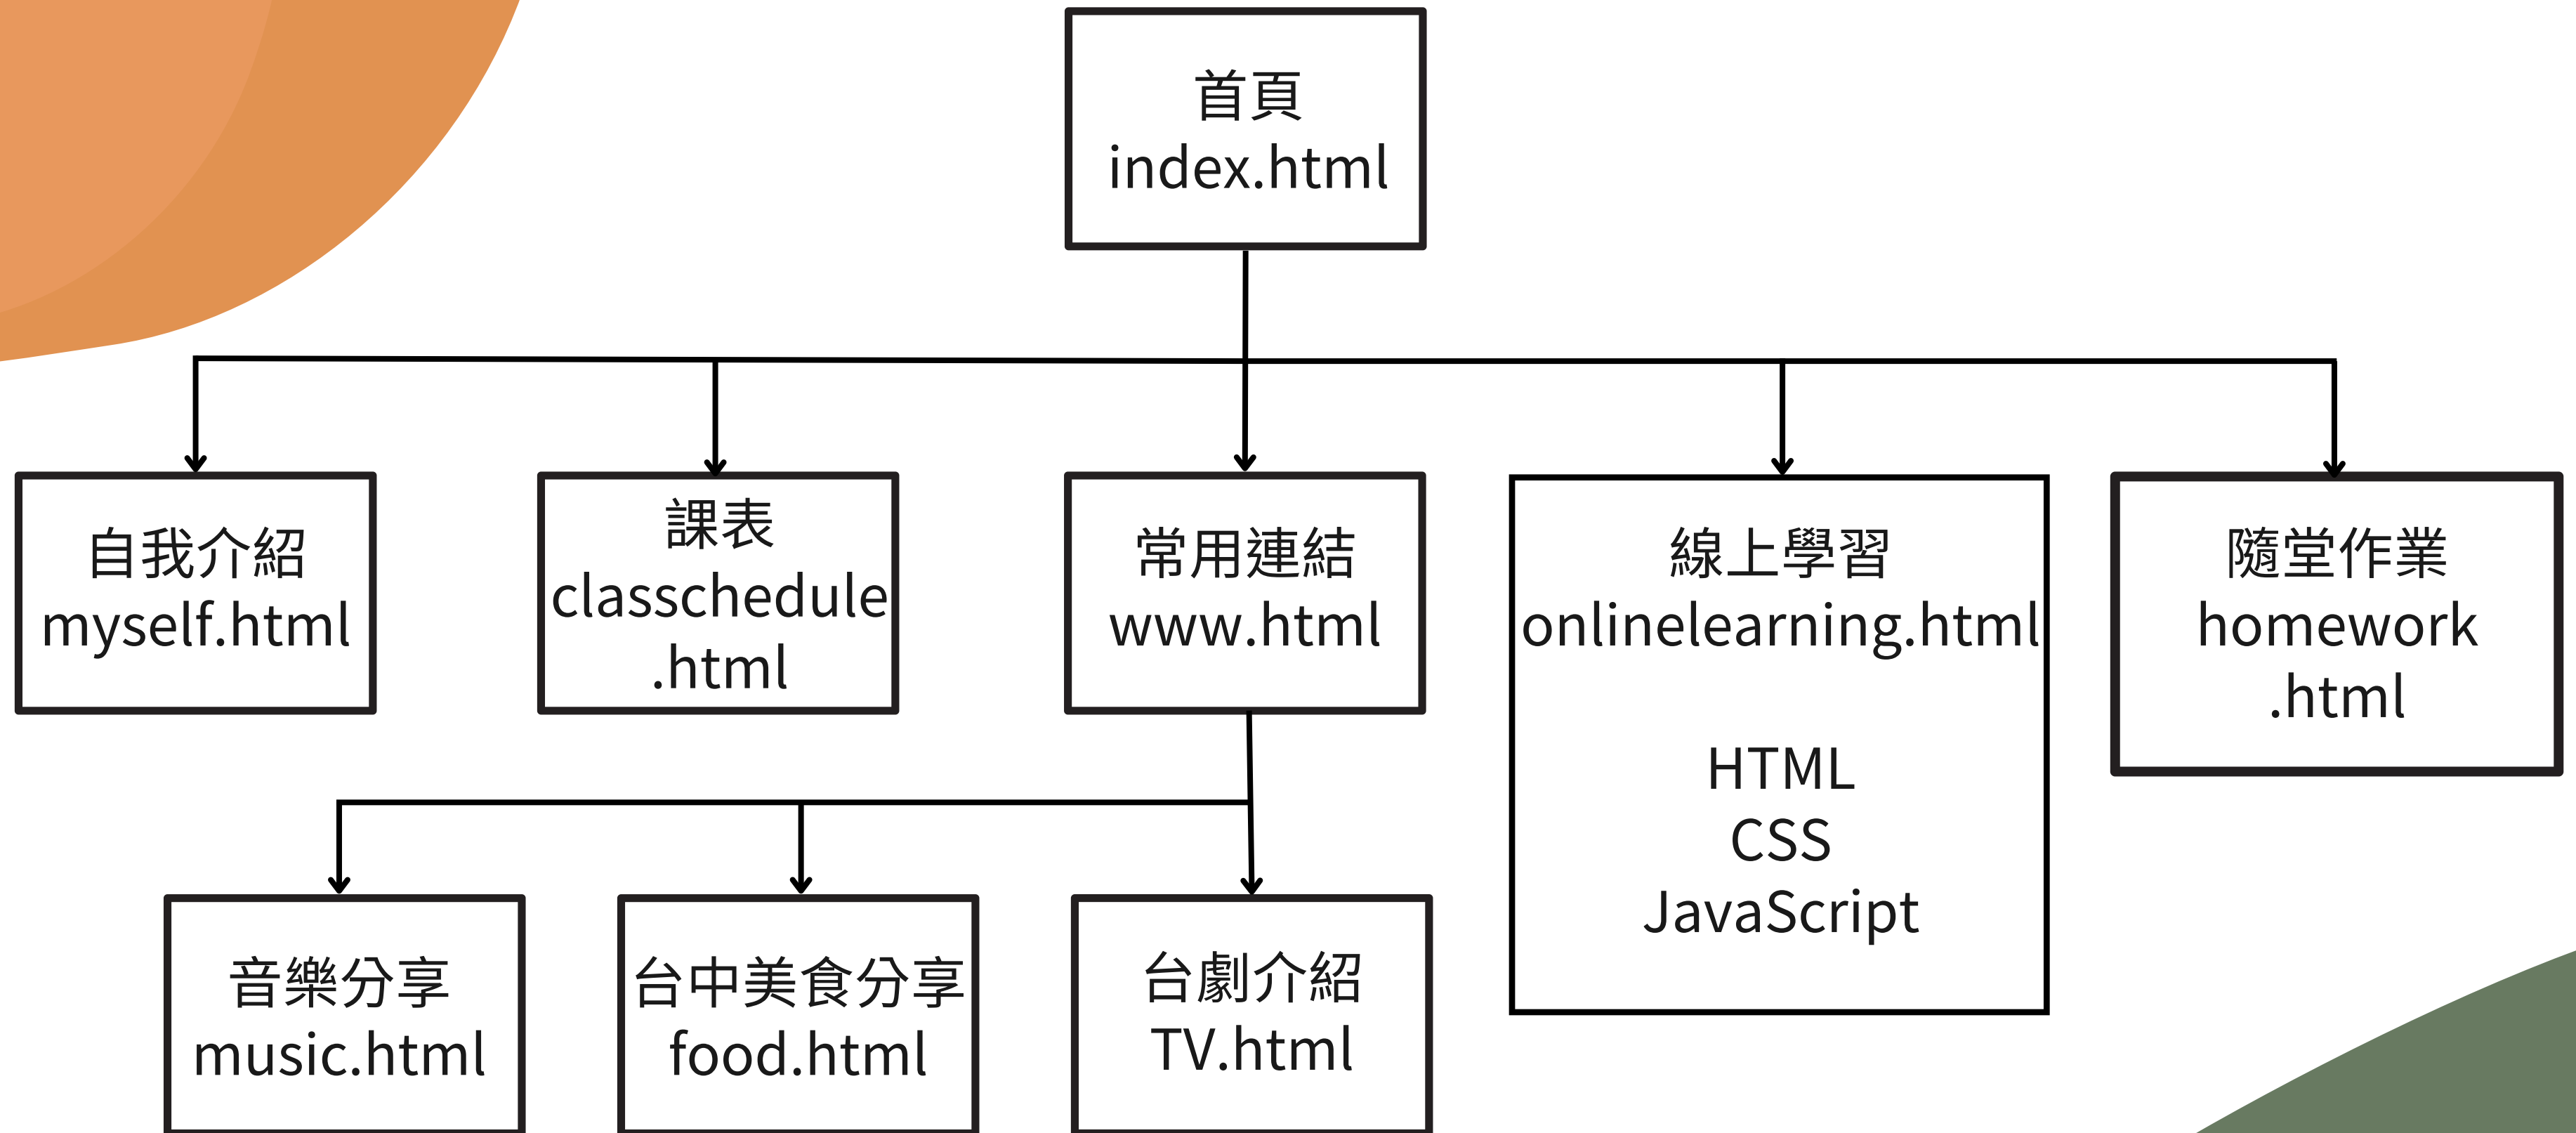 首頁
index.html
自我介紹
myself.html
課表
classchedule
.html
常用連結
www.html
線上學習
onlinelearning.html
HTML
CSS
JavaScript
隨堂作業
homework
.html
音樂分享
music.html
台中美食分享
food.html
台劇介紹
TV.html